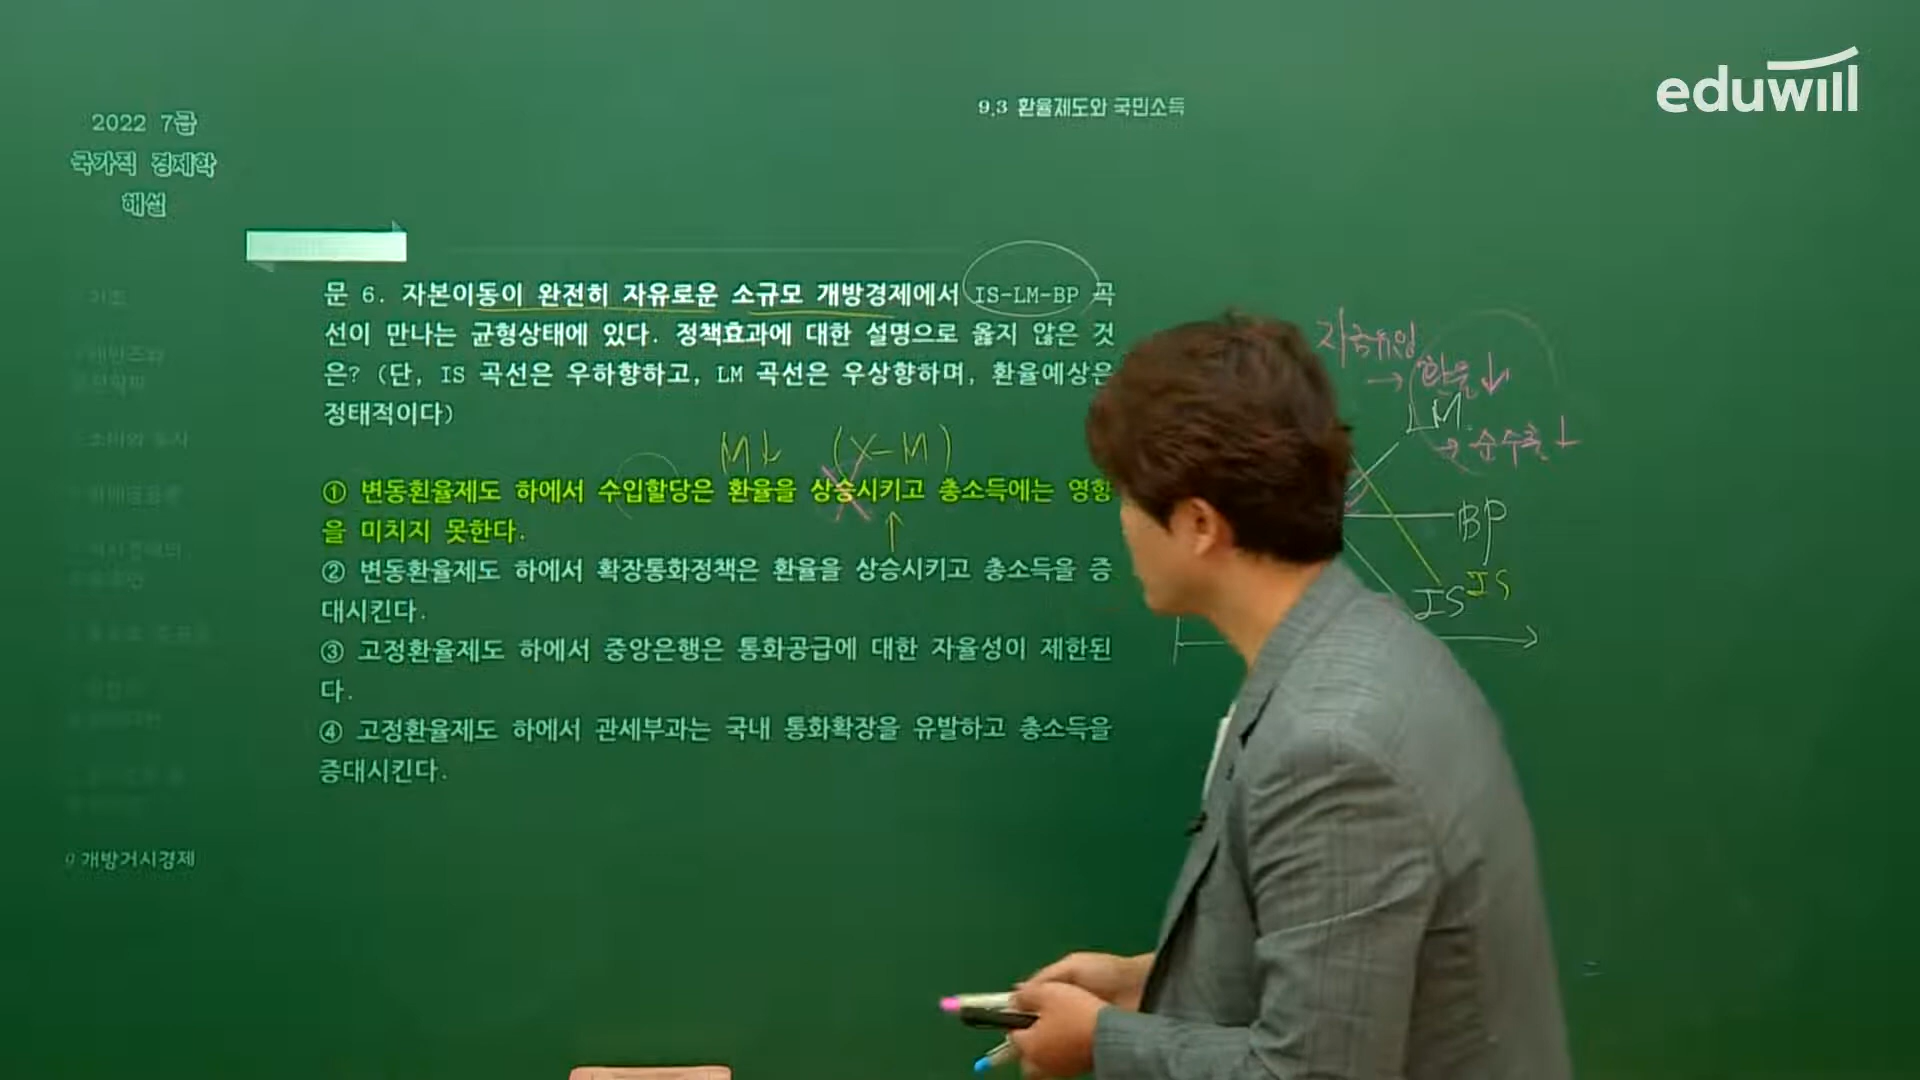 eduwill
9.3 환율제도와 국민소득
2022 7급
국가직 경제학
해설
문 6. 자본이동이 완전히 자유로운 소규모 개방경제에서 IS-LM-BP 곡
선이 만나는 균형상태에 있다. 정책효과에 대한 설명으로 옳지 않은 것
은? (단, IS 곡선은 우하향하고, LM 곡선은 우상향하며, 환율예상은
정태적이다)
M↓ (X-M)
① 변동환율제도 하에서 수입할당은 환율을 상승시키고 총소득에는 영향
을 미치지 못한다.
② 변동환율제도 하에서 확장통화정책은 환율을 상승시키고 총소득을 증
대시킨다.
③ 고정환율제도 하에서 중앙은행은 통화공급에 대한 자율성이 제한된
다.
④ 고정환율제도 하에서 관세부과는 국내 통화확장을 유발하고 총소득을
증대시킨다.
자금유입
→ 환율↓
LM
→ 순수출↓
BP
IS IS
9 개방거시경제